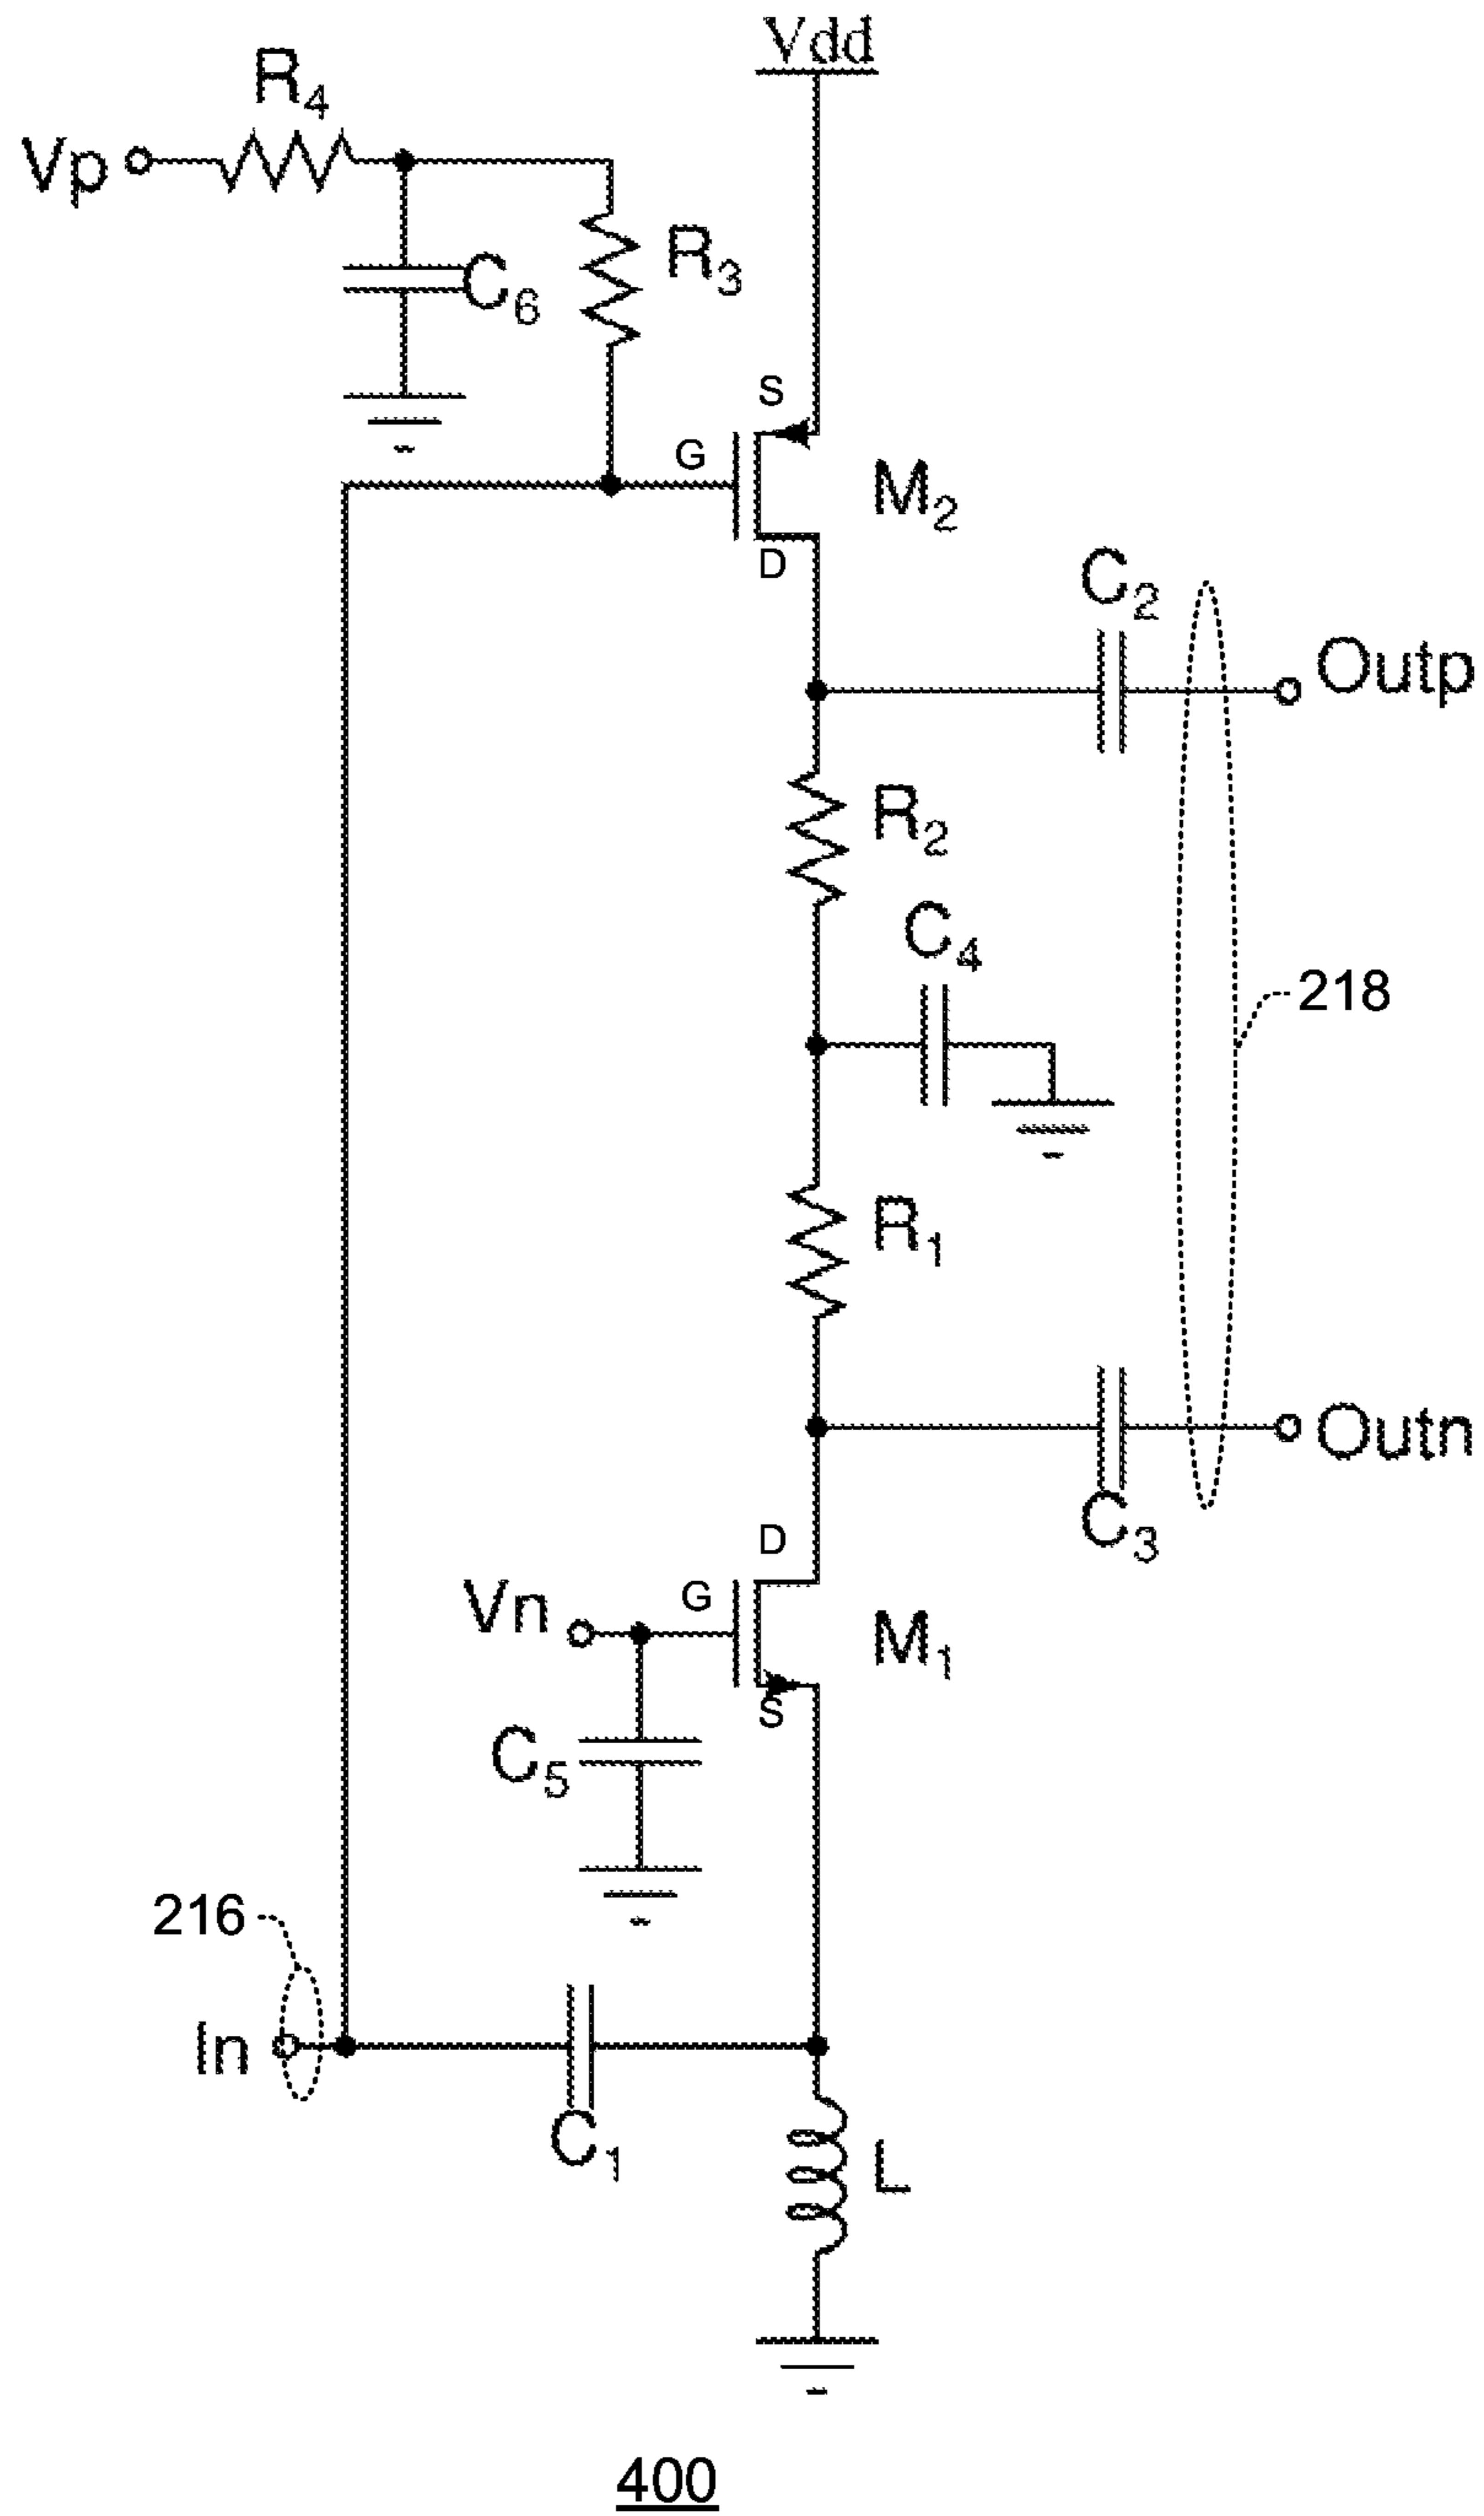 Vdd
R4
Vp
R3
C6
S
G
M2
D
C2
Outp
R2
C4
218
R1
Outn
C3
D
Vn
G
M1
S
C5
216
In
C1
L
400